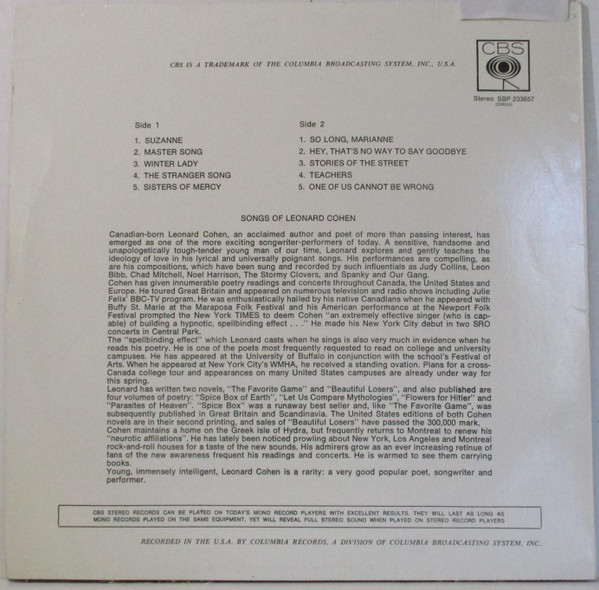 CBS IS A TRADEMARK OF THE COLUMBIA BROADCASTING SYSTEM, INC., U.S.A.
CBS
Stereo SBP 233657
Side 1
1. SUZANNE
2. MASTER SONG
3. WINTER LADY
4. THE STRANGER SONG
5. SISTERS OF MERCY
Side 2
1. SO LONG, MARIANNE
2. HEY, THAT'S NO WAY TO SAY GOODBYE
3. STORIES OF THE STREET
4. TEACHERS
5. ONE OF US CANNOT BE WRONG
SONGS OF LEONARD COHEN
Canadian-born Leonard Cohen, an acclaimed author and poet of more than passing interest, has
emerged as one of the more exciting songwriter-performers of today. A sensitive, handsome and
unapologetically tough-tender young man of our time, Leonard explores and gently teaches the
ideology of love in his lyrical and universally poignant songs. His performances are compelling, as
are his compositions, which have been sung and recorded by such influentials as Judy Collins, Leon
Bibb, Chad Mitchell, Noel Harrison, The Stormy Clovers, and Spanky and Our Gang.
Cohen has given innumerable poetry readings and concerts throughout Canada, the United States and
Europe. He toured Great Britain and appeared on numerous television and radio shows including Julie
Felix' BBC-TV program. He was enthusiastically hailed by his native Canadians when he appeared with
Buffy St. Marie at the Maraposa Folk Festival and his American performance at the Newport Folk
Festival prompted the New York TIMES to deem Cohen "an extremely effective singer (who is cap-
able) of building a hypnotic, spellbinding effect . . ." He made his New York City debut in two SRO
concerts in Central Park.
The "spellbinding effect" which Leonard casts when he sings is also very much in evidence when he
reads his poetry. He is one of the poets most frequently requested to read on college and university
campuses. He has appeared at the University of Buffalo in conjunction with the school's Festival of
Arts. When he appeared at New York City's WMHA, he received a standing ovation. Plans for a cross-
Canada college tour and appearances on many United States campuses are already under way for
this spring.
Leonard has written two novels, "The Favorite Game" and "Beautiful Losers", and also published are
four volumes of poetry: "Spice Box of Earth", "Let Us Compare Mythologies", "Flowers for Hitler" and
"Parasites of Heaven". "Spice Box" was a runaway best seller and, like "The Favorite Game", was
subsequently published in Great Britain and Scandinavia. The United States editions of both Cohen
novels are in their second printing, and sales of "Beautiful Losers" have passed the 300,000 mark.
Cohen maintains a home on the Greek isle of Hydra, but frequently returns to Montreal to renew his
"neurotic affiliations". He has lately been noticed prowling about New York, Los Angeles and Montreal
rock-and-roll houses for a taste of the new sounds. His admirers grow as an ever increasing retinue of
fans of the new awareness frequent his readings and concerts. He is warmed to see them carrying
books.
Young, immensely intelligent, Leonard Cohen is a rarity: a very good popular poet, songwriter and
performer.
CBS STEREO RECORDS CAN BE PLAYED ON TODAY'S MONO RECORD PLAYERS WITH EXCELLENT RESULTS. THEY WILL LAST AS LONG AS
MONO RECORDS PLAYED ON THE SAME EQUIPMENT, YET WILL REVEAL FULL STEREO SOUND WHEN PLAYED ON STEREO RECORD PLAYERS
RECORDED IN THE U.S.A. BY COLUMBIA RECORDS, A DIVISION OF COLUMBIA BROADCASTING SYSTEM, INC.